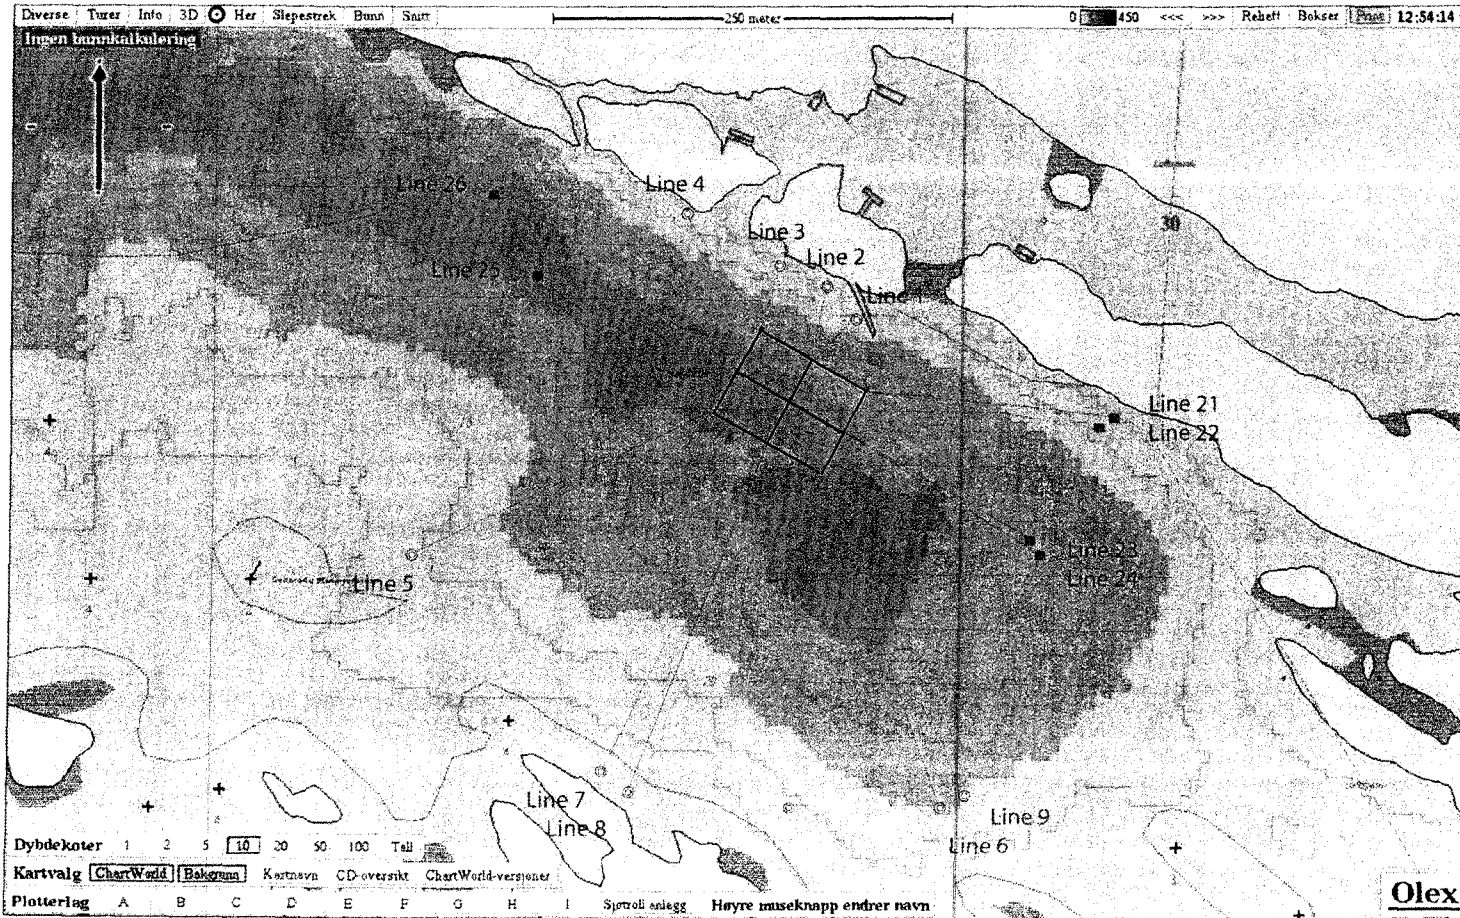 Diverse Turer Info 3D Her Slepestrek Bunn Snitt 250 meter 0 450 <<< >>> Rehett Bokser 12:54:14
Ingen bunnkalkulering
Line 26
Line 4
30
Line 3
Line 2
Line 25
Line 1
Line 21
Line 22
Line 23
Line 24
Line 5
Line 7
Line 8
Line 9
Line 6
Dybdekoter 1 2 5 10 20 50 100 Tall
Kartvalg ChartWorld Bakgrunn Kartnavn CD-oversikt ChartWorld-versjoner
Plotterlag A B C D E F G H I Sjøtroll anlegg Høyre museknapp endrer navn
Olex